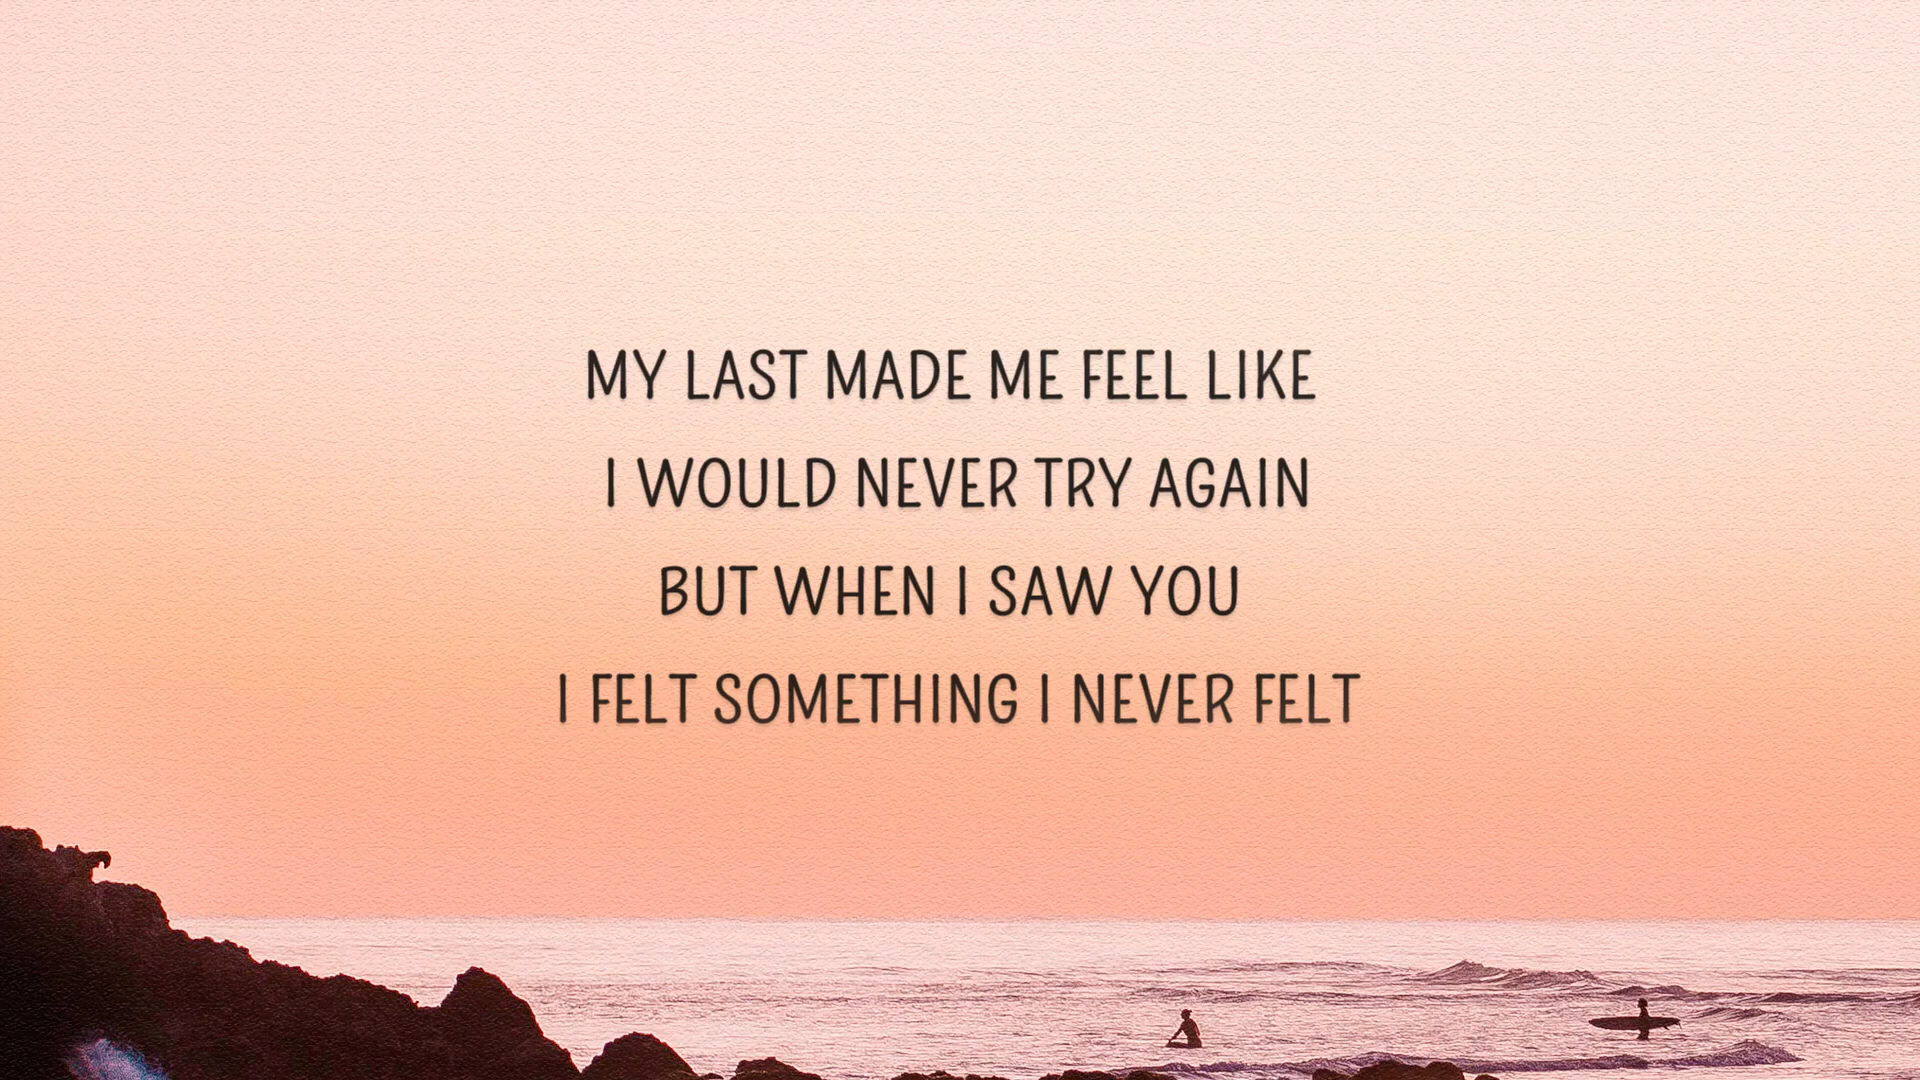 MY LAST MADE ME FEEL LIKE
I WOULD NEVER TRY AGAIN
BUT WHEN I SAW YOU
I FELT SOMETHING I NEVER FELT